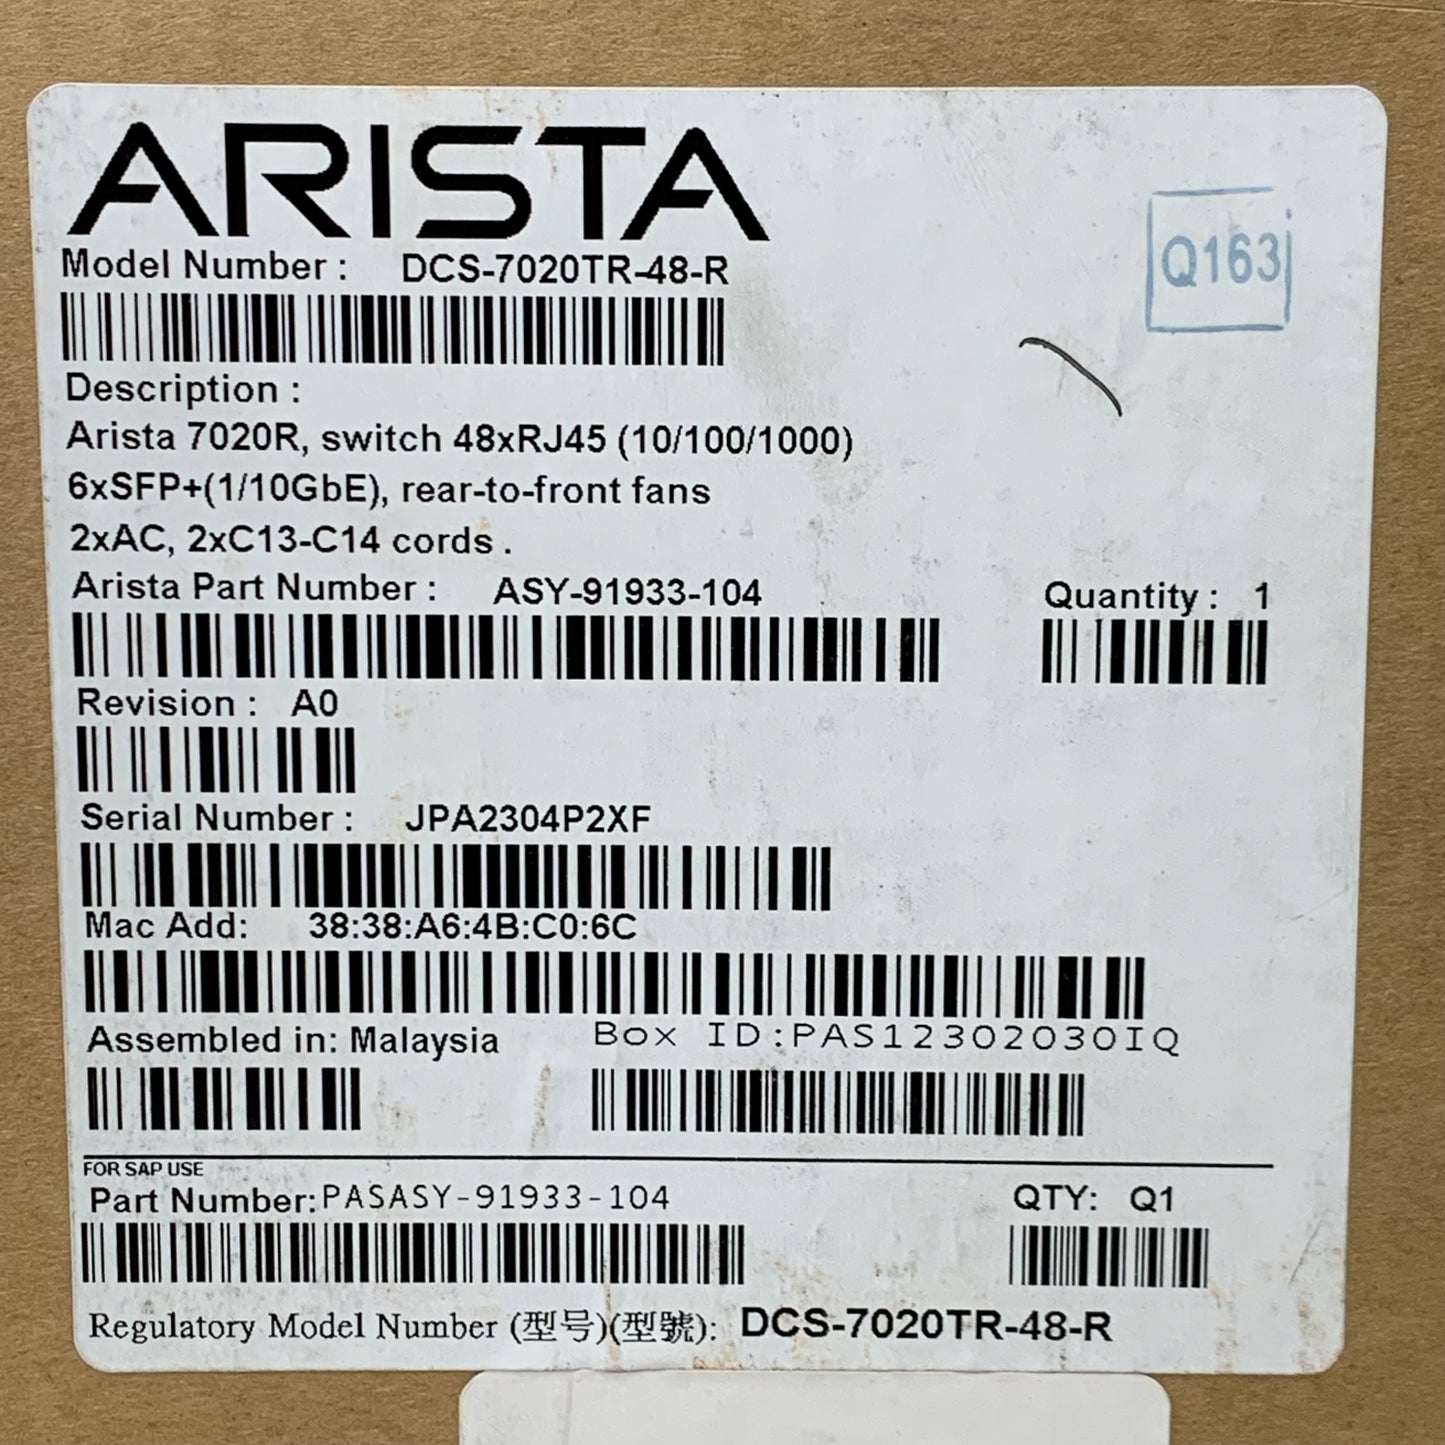 ARISTA
Model Number : DCS-7020TR-48-R
Q163
Description :
Arista 7020R, switch 48xRJ45 (10/100/1000)
6xSFP+(1/10GbE), rear-to-front fans
2xAC, 2xC13-C14 cords .
Arista Part Number : ASY-91933-104
Quantity : 1
Revision : A0
Serial Number : JPA2304P2XF
Mac Add: 38:38:A6:4B:C0:6C
Assembled in: Malaysia
Box ID:PAS12302030IQ
FOR SAP USE
Part Number:PASASY-91933-104
QTY: Q1
Regulatory Model Number (型号)(型號): DCS-7020TR-48-R